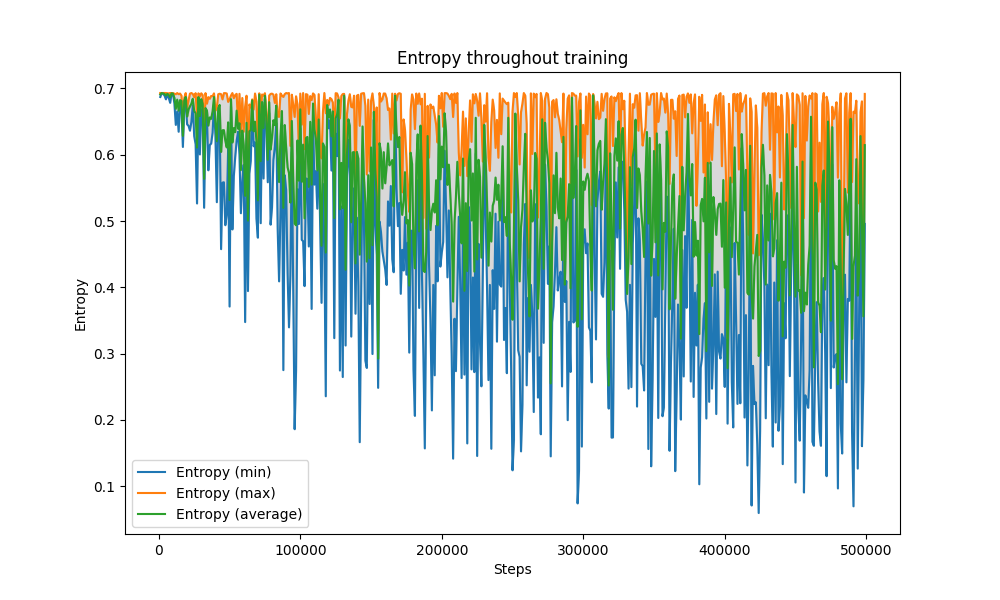 Entropy throughout training
Entropy
0.7
0.6
0.5
0.4
0.3
0.2
0.1
Entropy (min)
Entropy (max)
Entropy (average)
0 100000 200000 300000 400000 500000
Steps